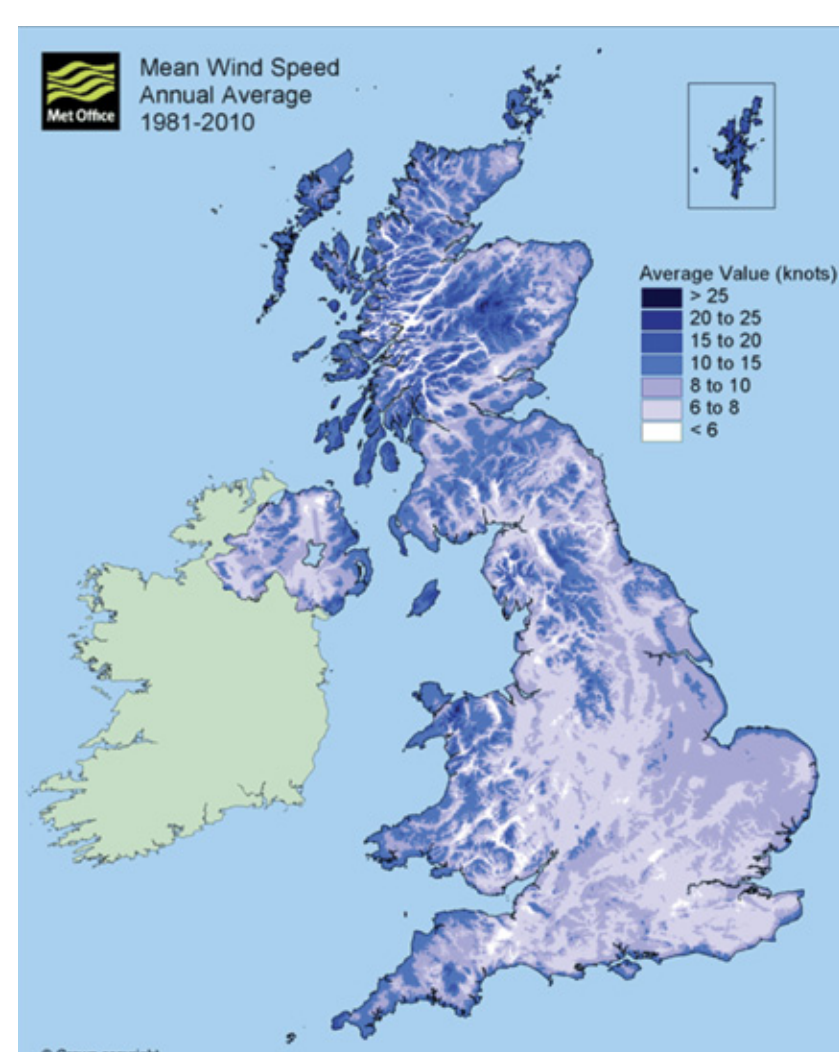 Met Office
Mean Wind Speed
Annual Average
1981-2010
Average Value (knots)
> 25
20 to 25
15 to 20
10 to 15
8 to 10
6 to 8
< 6